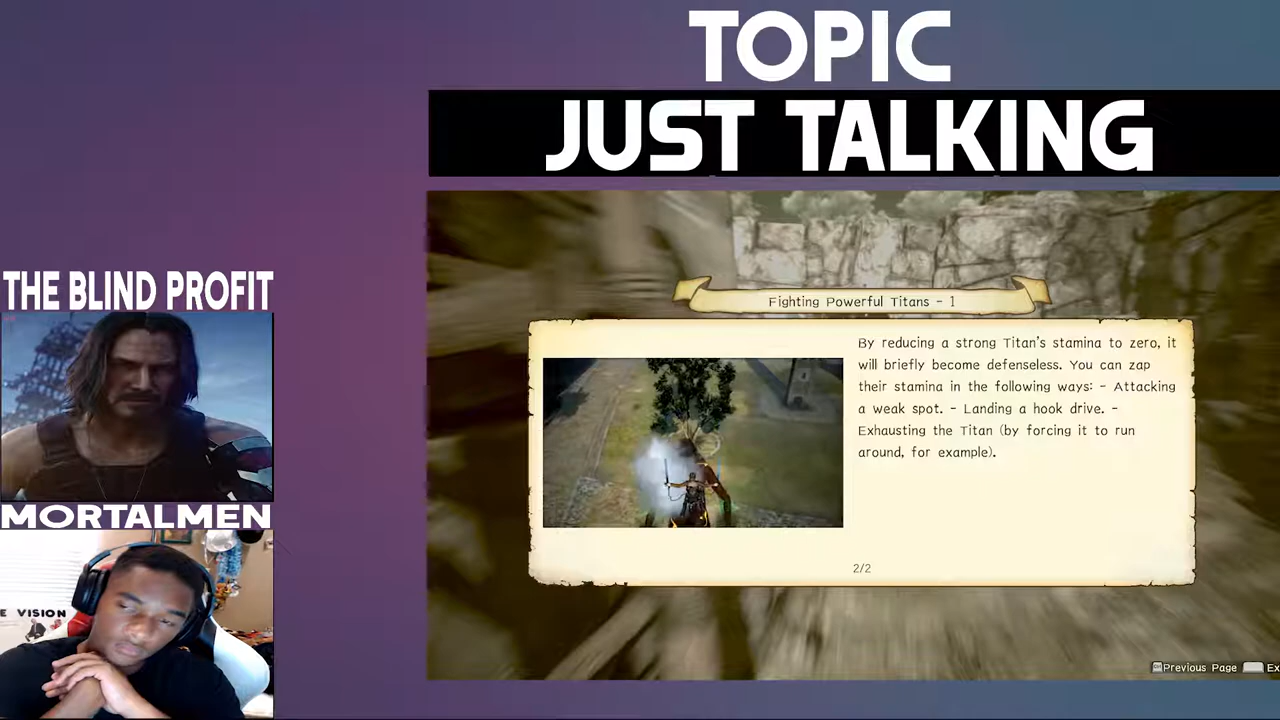 TOPIC
JUST TALKING
THE BLIND PROFIT
MORTALMEN
E VISION
Fighting Powerful Titans - 1
By reducing a strong Titan's stamina to zero, it
will briefly become defenseless. You can zap
their stamina in the following ways: - Attacking
a weak spot. - Landing a hook drive. -
Exhausting the Titan (by forcing it to run
around, for example).
2/2
Previous Page Ex